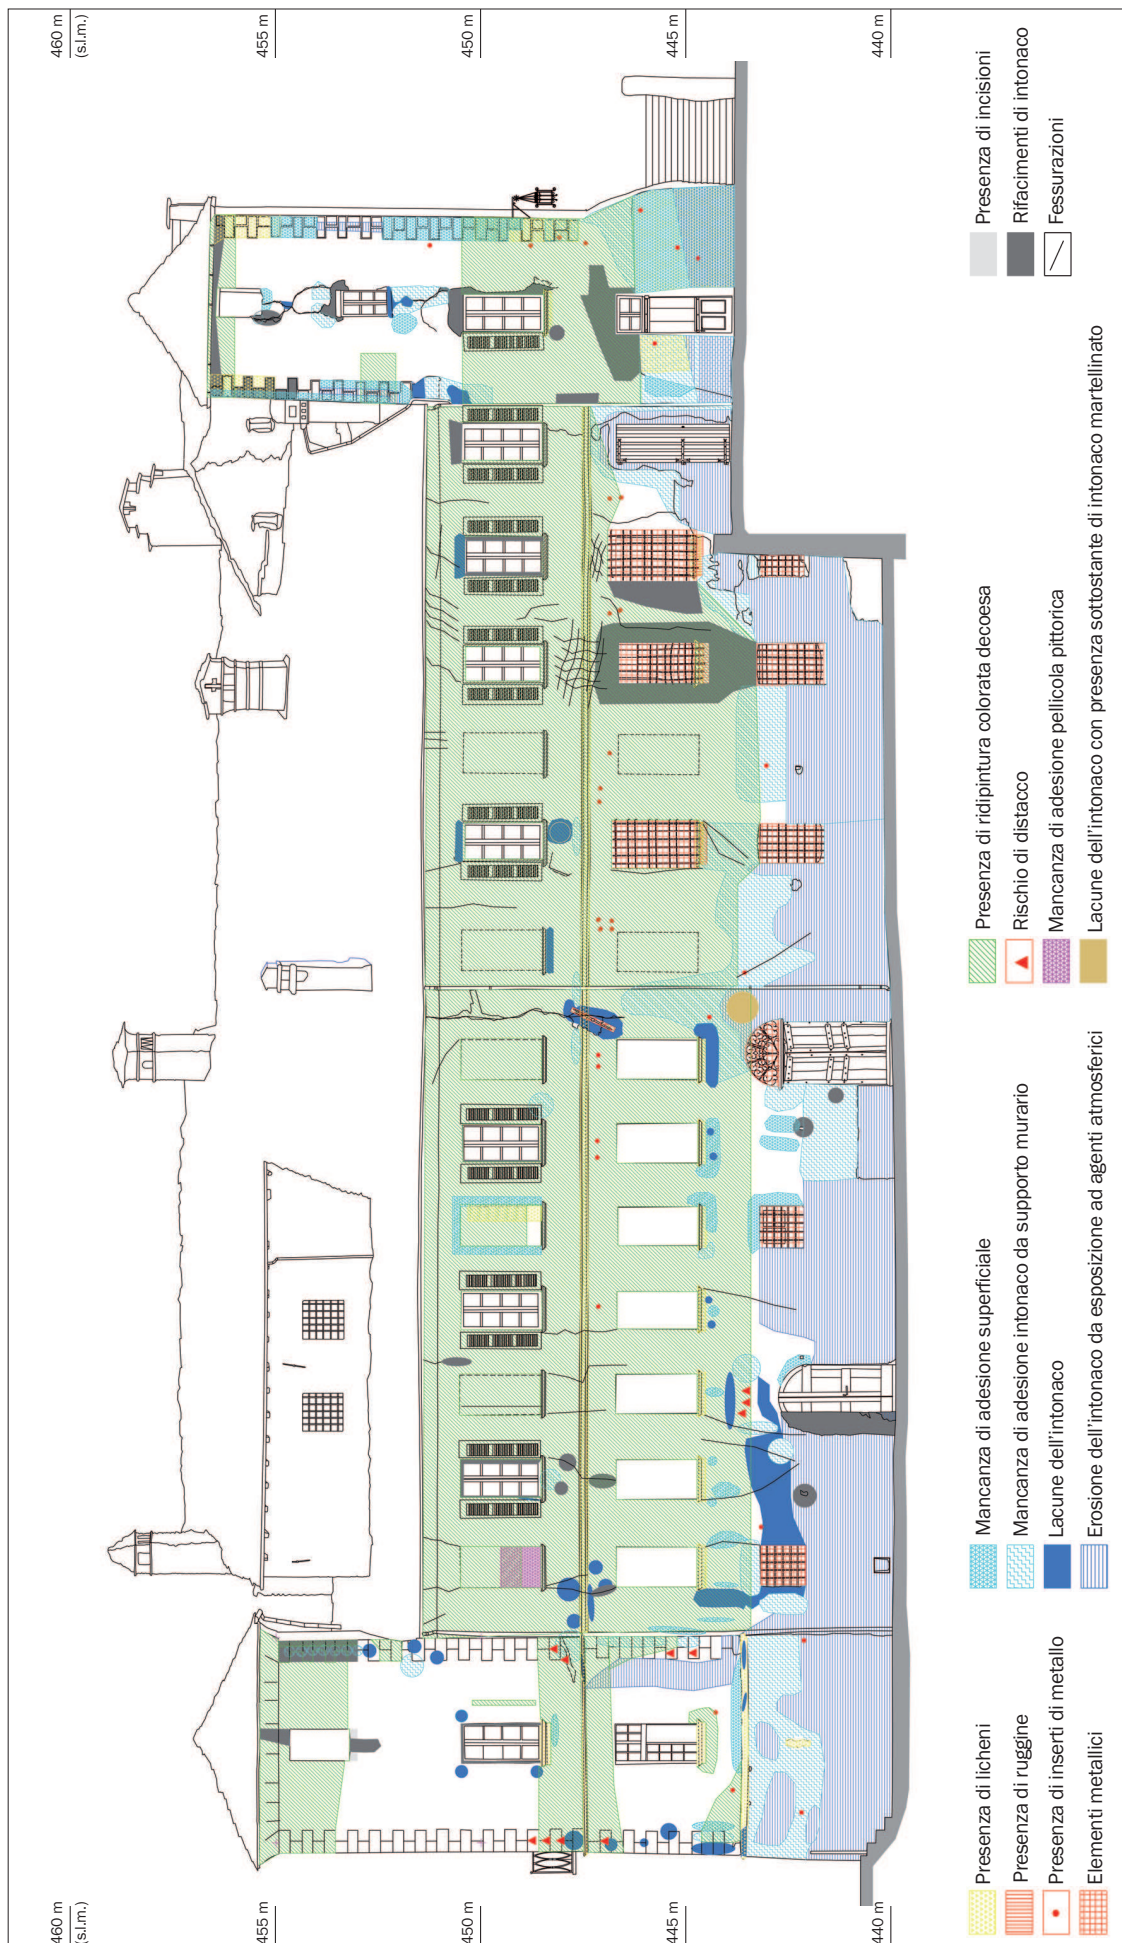 460 m
(s.l.m.)
455 m
450 m
445 m
440 m
460 m
(s.l.m.)
455 m
450 m
445 m
440 m
Presenza di licheni
Presenza di ruggine
Presenza di inserti di metallo
Elementi metallici
Mancanza di adesione superficiale
Mancanza di adesione intonaco da supporto murario
Lacune dell'intonaco
Erosione dell'intonaco da esposizione ad agenti atmosferici
Presenza di ridipintura colorata decoesa
Rischio di distacco
Mancanza di adesione pellicola pittorica
Lacune dell'intonaco con presenza sottostante di intonaco martellinato
Presenza di incisioni
Rifacimenti di intonaco
Fessurazioni